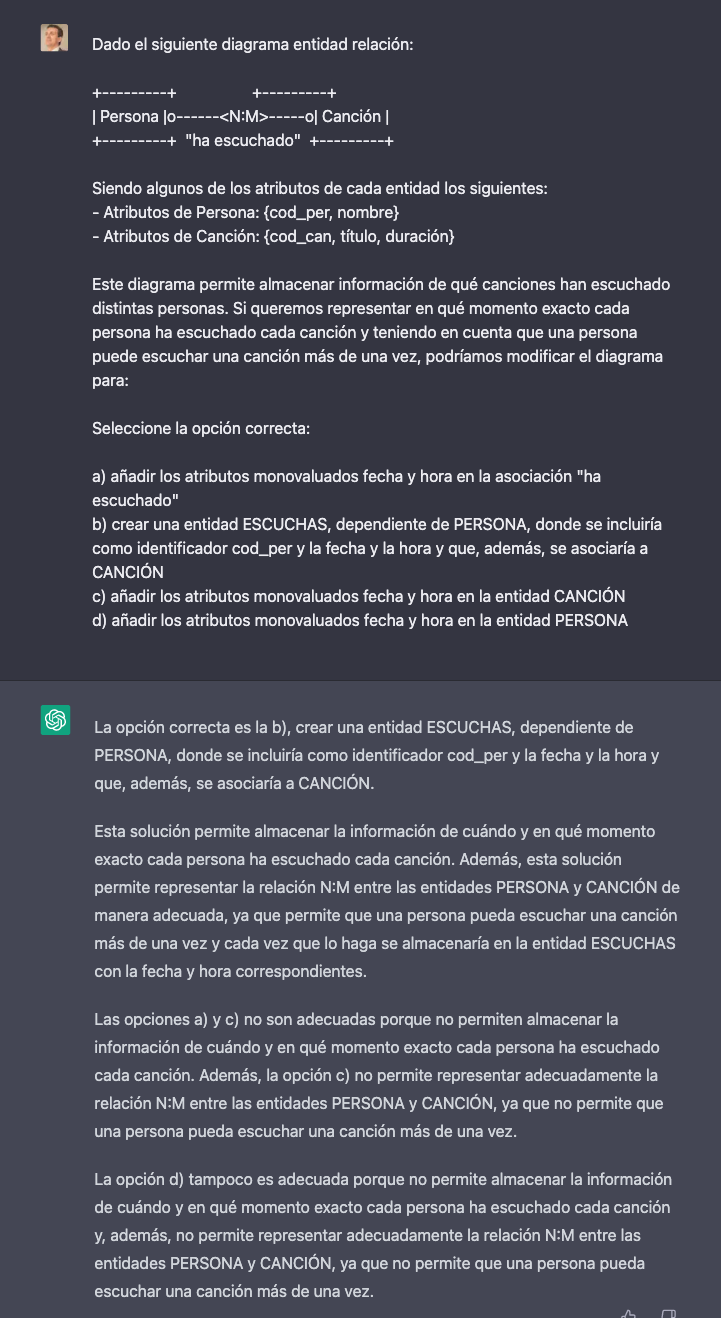 Dado el siguiente diagrama entidad relación:
+---------+ +---------+
| Persona |o------<N:M>-----o| Canción |
+---------+ "ha escuchado" +---------+
Siendo algunos de los atributos de cada entidad los siguientes:
- Atributos de Persona: {cod_per, nombre}
- Atributos de Canción: {cod_can, título, duración}
Este diagrama permite almacenar información de qué canciones han escuchado
distintas personas. Si queremos representar en qué momento exacto cada
persona ha escuchado cada canción y teniendo en cuenta que una persona
puede escuchar una canción más de una vez, podríamos modificar el diagrama
para:
Seleccione la opción correcta:
a) añadir los atributos monovaluados fecha y hora en la asociación "ha
escuchado"
b) crear una entidad ESCUCHAS, dependiente de PERSONA, donde se incluiría
como identificador cod_per y la fecha y la hora y que, además, se asociaría a
CANCIÓN
c) añadir los atributos monovaluados fecha y hora en la entidad CANCIÓN
d) añadir los atributos monovaluados fecha y hora en la entidad PERSONA
La opción correcta es la b), crear una entidad ESCUCHAS, dependiente de
PERSONA, donde se incluiría como identificador cod_per y la fecha y la hora y
que, además, se asociaría a CANCIÓN.
Esta solución permite almacenar la información de cuándo y en qué momento
exacto cada persona ha escuchado cada canción. Además, esta solución
permite representar la relación N:M entre las entidades PERSONA y CANCIÓN de
manera adecuada, ya que permite que una persona pueda escuchar una canción
más de una vez y cada vez que lo haga se almacenaría en la entidad ESCUCHAS
con la fecha y hora correspondientes.
Las opciones a) y c) no son adecuadas porque no permiten almacenar la
información de cuándo y en qué momento exacto cada persona ha escuchado
cada canción. Además, la opción c) no permite representar adecuadamente la
relación N:M entre las entidades PERSONA y CANCIÓN, ya que no permite que
una persona pueda escuchar una canción más de una vez.
La opción d) tampoco es adecuada porque no permite almacenar la información
de cuándo y en qué momento exacto cada persona ha escuchado cada canción
y, además, no permite representar adecuadamente la relación N:M entre las
entidades PERSONA y CANCIÓN, ya que no permite que una persona pueda
escuchar una canción más de una vez.